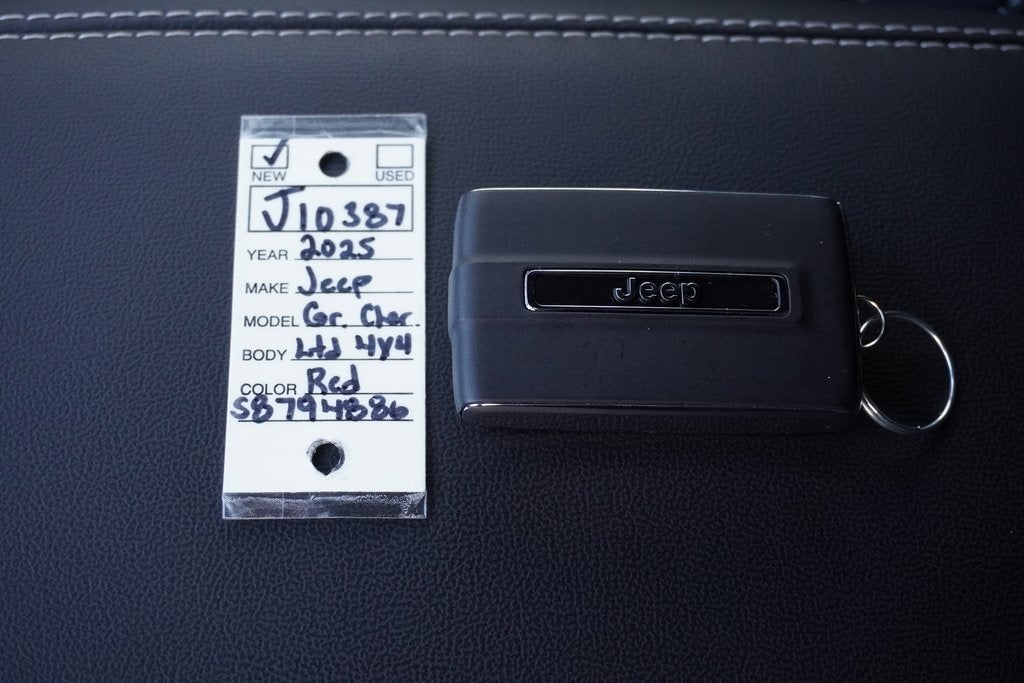 NEW USED
J10387
YEAR 2025
MAKE Jeep
MODEL Gr. Cher.
BODY Ltd 4x4
COLOR Red
S8794886
Jeep